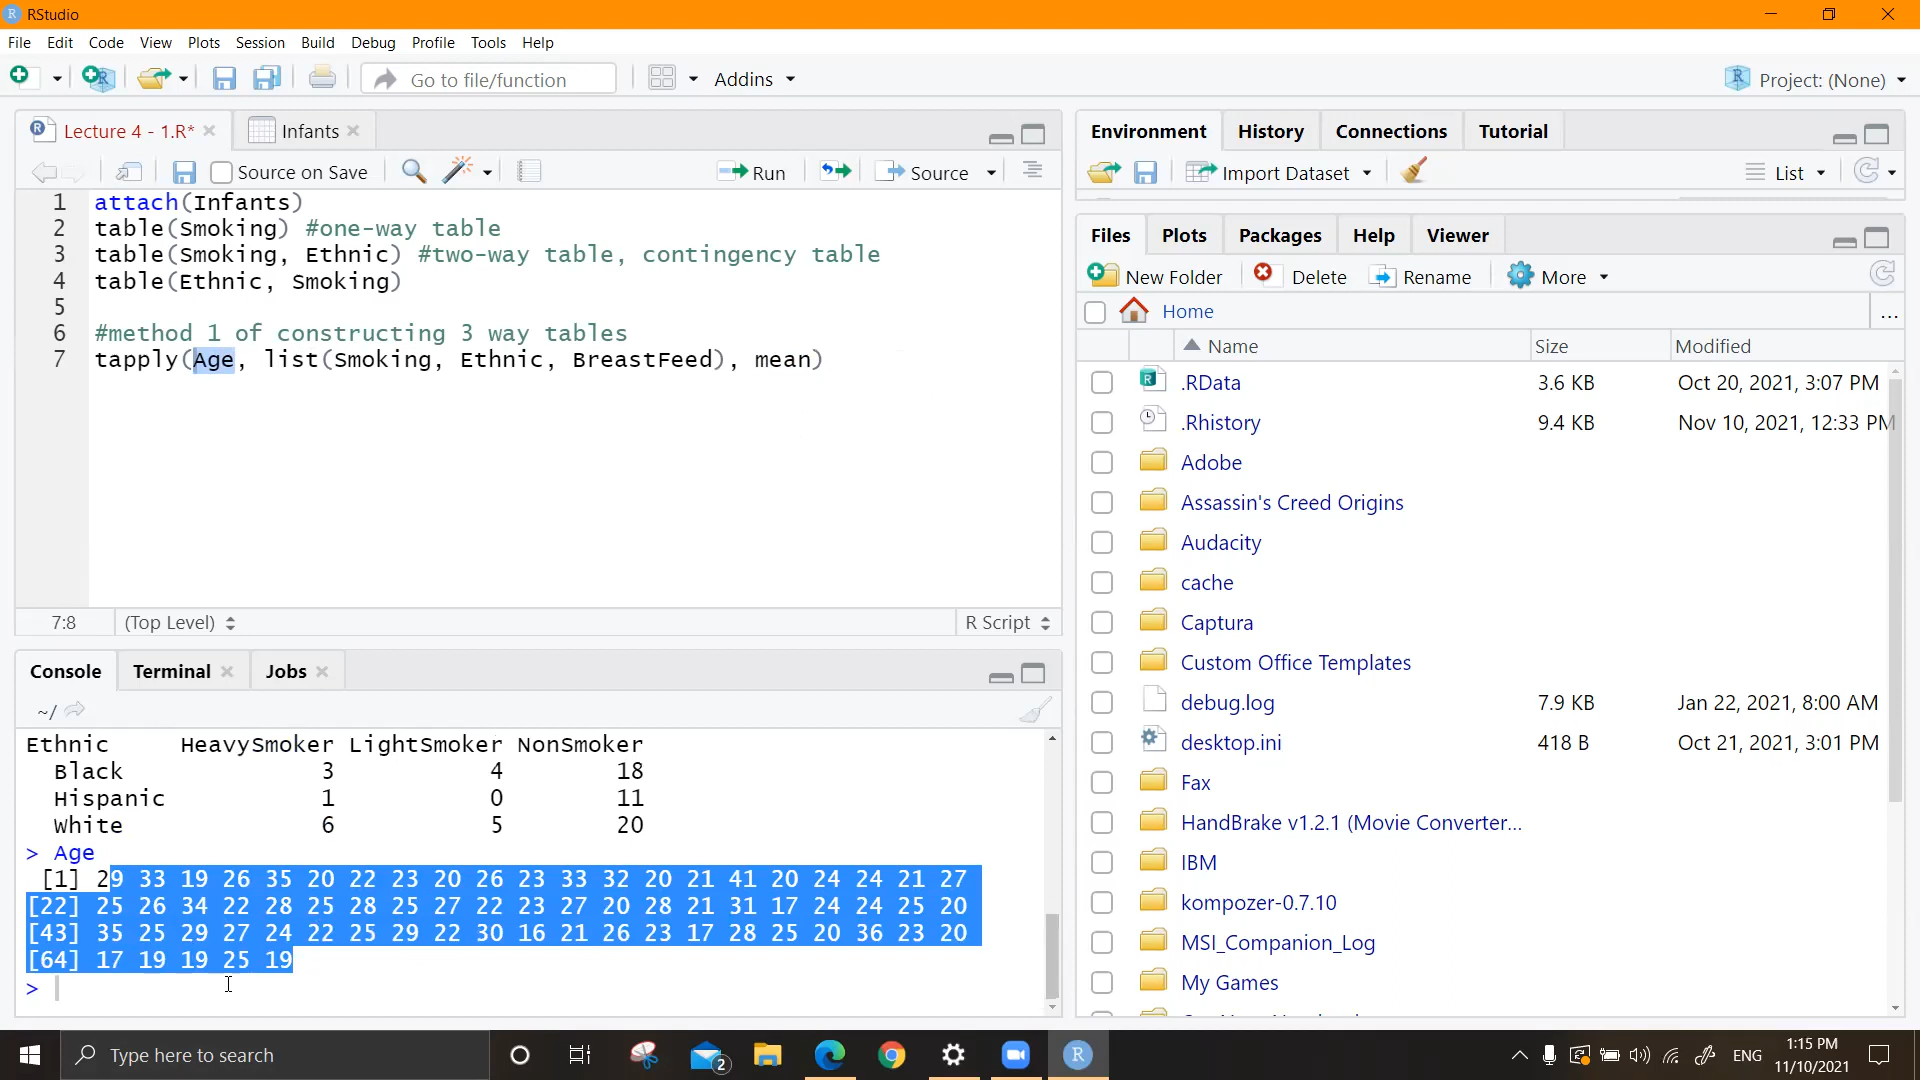 RStudio
File Edit Code View Plots Session Build Debug Profile Tools Help
Go to file/function Addins Project: (None)
Lecture 4 - 1.R* Infants
Source on Save Run Source
1 attach(Infants)
2 table(Smoking) #one-way table
3 table(Smoking, Ethnic) #two-way table, contingency table
4 table(Ethnic, Smoking)
5
6 #method 1 of constructing 3 way tables
7 tapply(Age, list(Smoking, Ethnic, BreastFeed), mean)
7:8 (Top Level) R Script
Console Terminal Jobs
~/
Ethnic HeavySmoker LightSmoker NonSmoker
Black 3 4 18
Hispanic 1 0 11
White 6 5 20
> Age
[1] 29 33 19 26 35 20 22 23 20 26 23 33 32 20 21 41 20 24 24 21 27
[22] 25 26 34 22 28 25 28 25 27 22 23 27 20 28 21 31 17 24 24 25 20
[43] 35 25 29 27 24 22 25 29 22 30 16 21 26 23 17 28 25 20 36 23 20
[64] 17 19 19 25 19
>
Environment History Connections Tutorial
Import Dataset List
Files Plots Packages Help Viewer
New Folder Delete Rename More
Home ...
Name Size Modified
.RData 3.6 KB Oct 20, 2021, 3:07 PM
.Rhistory 9.4 KB Nov 10, 2021, 12:33 PM
Adobe
Assassin's Creed Origins
Audacity
cache
Captura
Custom Office Templates
debug.log 7.9 KB Jan 22, 2021, 8:00 AM
desktop.ini 418 B Oct 21, 2021, 3:01 PM
Fax
HandBrake v1.2.1 (Movie Converter...
IBM
kompozer-0.7.10
MSI_Companion_Log
My Games
Type here to search 2 ENG 1:15 PM
11/10/2021